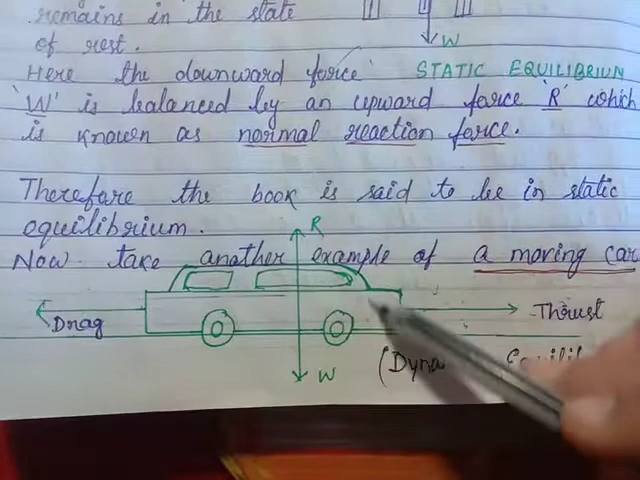 remains in the state
of rest.
W
Here the downward force STATIC EQUILIBRIUM
'W' is balanced by an upward force 'R' which
is known as normal reaction force.
Therefore the book is said to be in static
equilibrium.
R
Now take another example of a moving car
Drag
Thrust
W
(Dyna